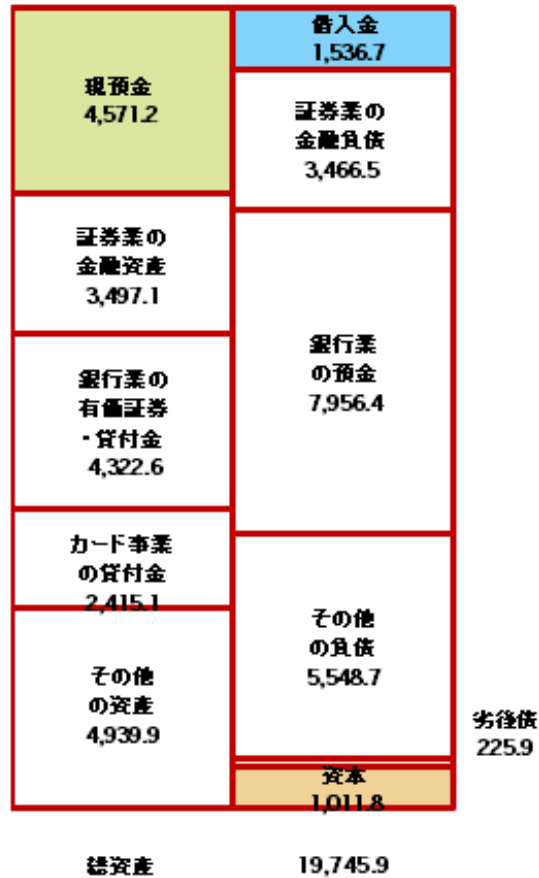 現預金
4,571.2
証券業の
金融資産
3,497.1
銀行業の
有価証券
・貸付金
4,322.6
カード事業
の貸付金
2,415.1
その他
の資産
4,939.9
借入金
1,536.7
証券業の
金融負債
3,466.5
銀行業
の預金
7,956.4
その他
の負債
5,548.7
劣後債
225.9
資本
1,011.8
総資産 19,745.9